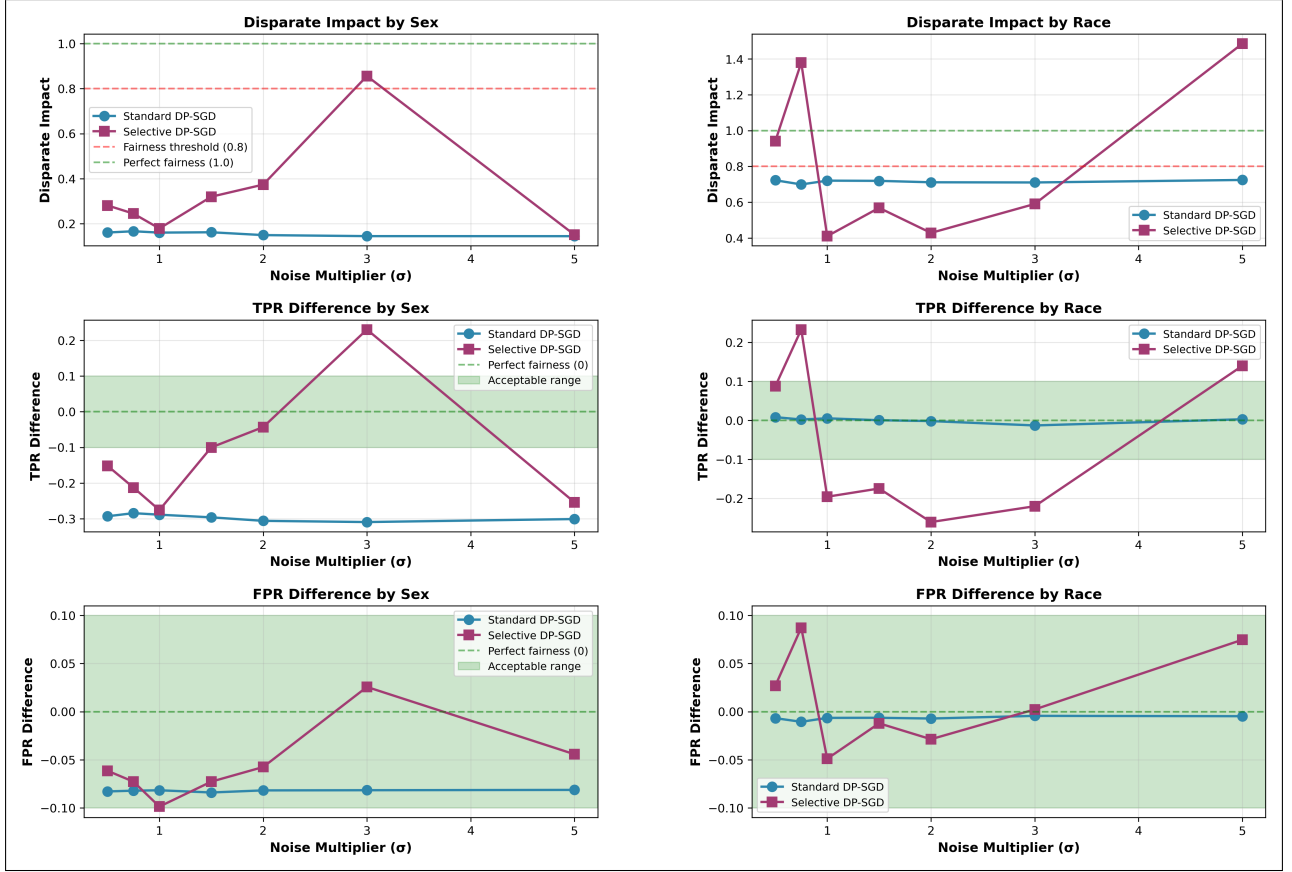 Disparate Impact by Sex
Disparate Impact
1.0
0.8
0.6
0.4
0.2
Standard DP-SGD
Selective DP-SGD
Fairness threshold (0.8)
Perfect fairness (1.0)
1 2 3 4 5
Noise Multiplier (σ)
Disparate Impact by Race
Disparate Impact
1.4
1.2
1.0
0.8
0.6
0.4
Standard DP-SGD
Selective DP-SGD
1 2 3 4 5
Noise Multiplier (σ)
TPR Difference by Sex
TPR Difference
0.2
0.1
0.0
−0.1
−0.2
−0.3
Standard DP-SGD
Selective DP-SGD
Perfect fairness (0)
Acceptable range
1 2 3 4 5
Noise Multiplier (σ)
TPR Difference by Race
TPR Difference
0.2
0.1
0.0
−0.1
−0.2
Standard DP-SGD
Selective DP-SGD
1 2 3 4 5
Noise Multiplier (σ)
FPR Difference by Sex
FPR Difference
0.10
0.05
0.00
−0.05
−0.10
Standard DP-SGD
Selective DP-SGD
Perfect fairness (0)
Acceptable range
1 2 3 4 5
Noise Multiplier (σ)
FPR Difference by Race
FPR Difference
0.10
0.05
0.00
−0.05
−0.10
Standard DP-SGD
Selective DP-SGD
1 2 3 4 5
Noise Multiplier (σ)